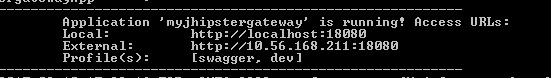 ----------------------------------------------------------
Application 'myjhipstergateway' is running! Access URLs:
Local: http://localhost:18080
External: http://10.56.168.211:18080
Profile(s): [swagger, dev]
----------------------------------------------------------